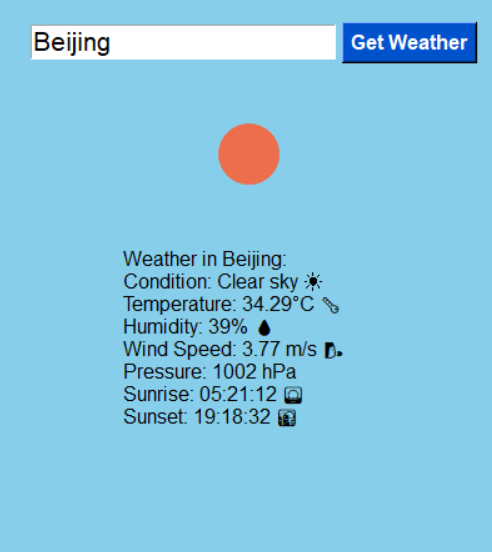 Beijing
Get Weather
Weather in Beijing:
Condition: Clear sky ☀
Temperature: 34.29°C 🌡
Humidity: 39% 💧
Wind Speed: 3.77 m/s 🌬
Pressure: 1002 hPa
Sunrise: 05:21:12 🌅
Sunset: 19:18:32 🌇